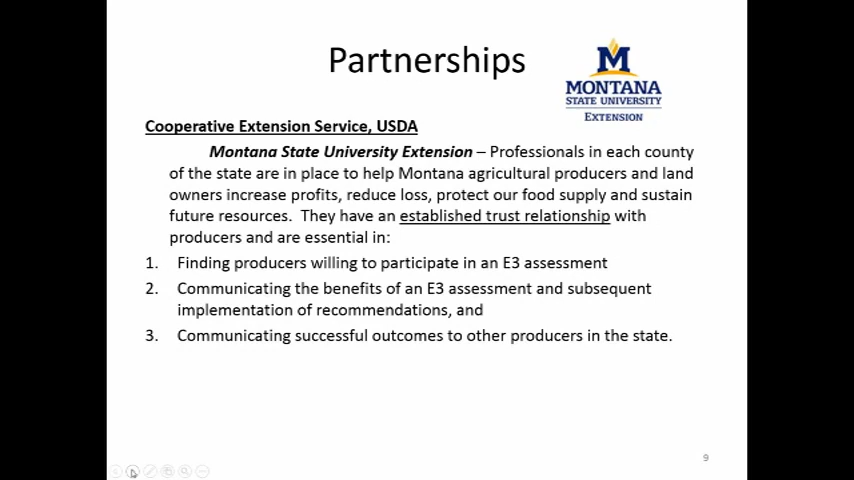 Partnerships
M
MONTANA
STATE UNIVERSITY
EXTENSION
Cooperative Extension Service, USDA
Montana State University Extension – Professionals in each county
of the state are in place to help Montana agricultural producers and land
owners increase profits, reduce loss, protect our food supply and sustain
future resources. They have an established trust relationship with
producers and are essential in:
1. Finding producers willing to participate in an E3 assessment
2. Communicating the benefits of an E3 assessment and subsequent
implementation of recommendations, and
3. Communicating successful outcomes to other producers in the state.
9